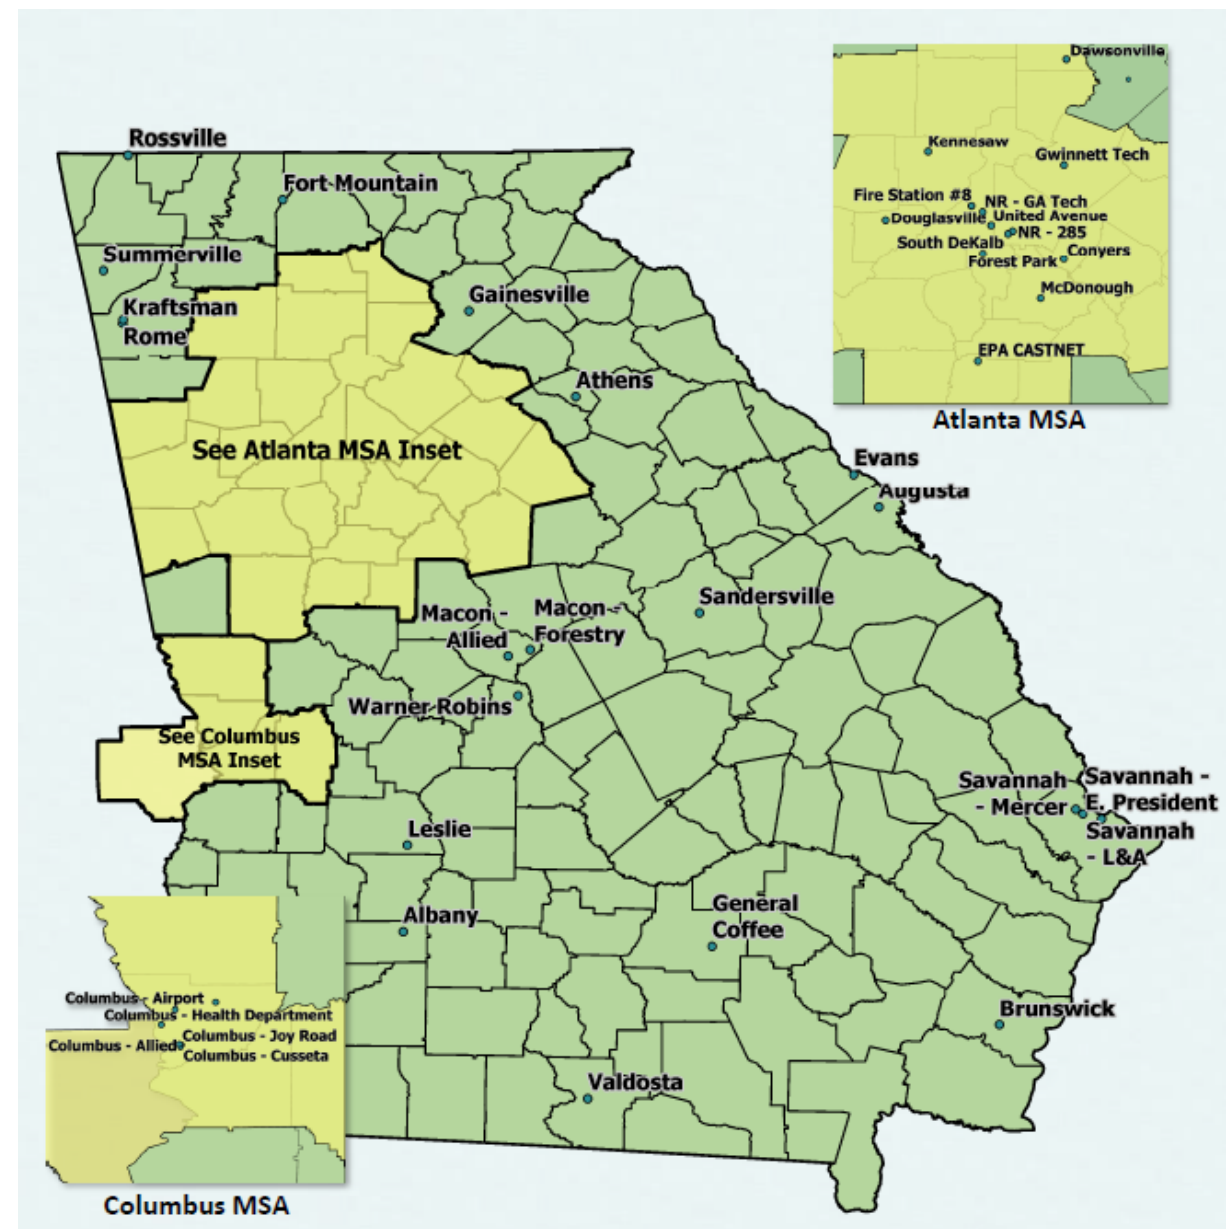 Dawsonville
Kennesaw
Gwinnett Tech
Fire Station #8
NR - GA Tech
Douglasville
United Avenue
NR - 285
South DeKalb
Conyers
Forest Park
McDonough
EPA CASTNET
Atlanta MSA
Rossville
Fort Mountain
Summerville
Gainesville
Kraftsman
Rome
Athens
See Atlanta MSA Inset
Evans
Augusta
Sandersville
Macon -
Allied
Macon -
Forestry
Warner Robins
See Columbus
MSA Inset
Savannah
- Mercer
Savannah -
E. President
Savannah
- L&A
Leslie
Albany
General
Coffee
Brunswick
Valdosta
Columbus - Airport
Columbus - Health Department
Columbus - Allied
Columbus - Joy Road
Columbus - Cusseta
Columbus MSA